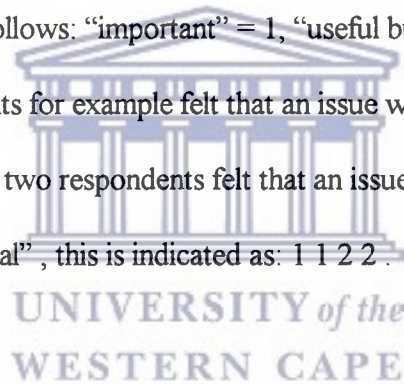 ollows: “important” = 1, “useful bu
ts for example felt that an issue w
two respondents felt that an issue
al” , this is indicated as: 1 1 2 2 .
UNIVERSITY of the
WESTERN CAPE